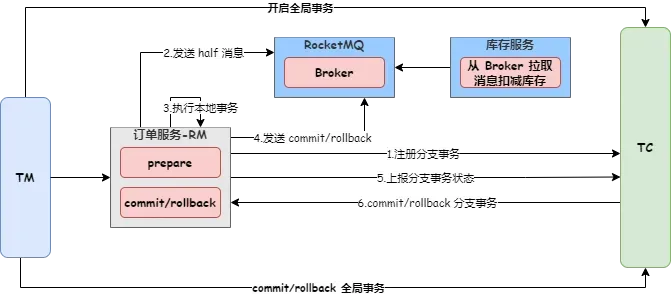 开启全局事务
2.发送 half 消息
RocketMQ
Broker
库存服务
从 Broker 拉取
消息扣减库存
3.执行本地事务
订单服务-RM
4.发送 commit/rollback
prepare
1.注册分支事务
TM
TC
5.上报分支事务状态
commit/rollback
6.commit/rollback 分支事务
commit/rollback 全局事务